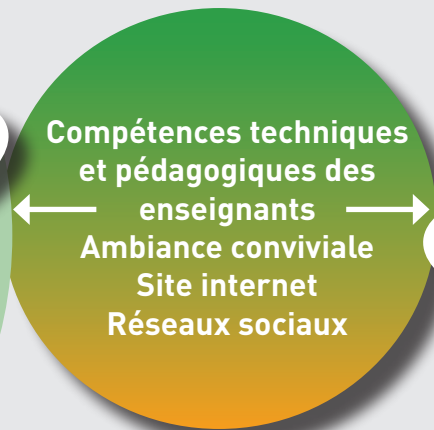 Compétences techniques
et pédagogiques des
enseignants
Ambiance conviviale
Site internet
Réseaux sociaux